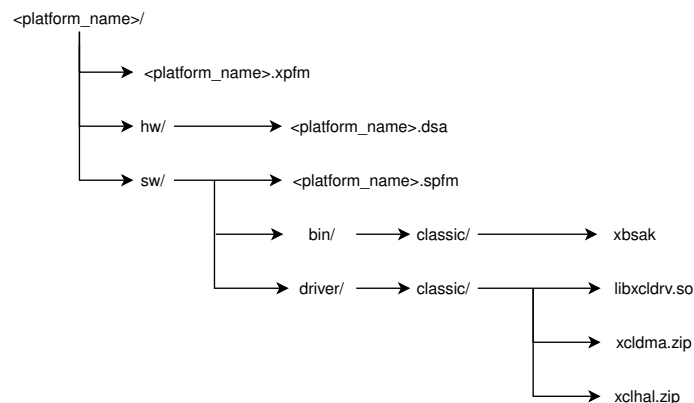 <platform_name>/
<platform_name>.xpfm
hw/ <platform_name>.dsa
sw/ <platform_name>.spfm
bin/ classic/ xbsak
driver/ classic/ libxcldrv.so
xcldma.zip
xclhal.zip